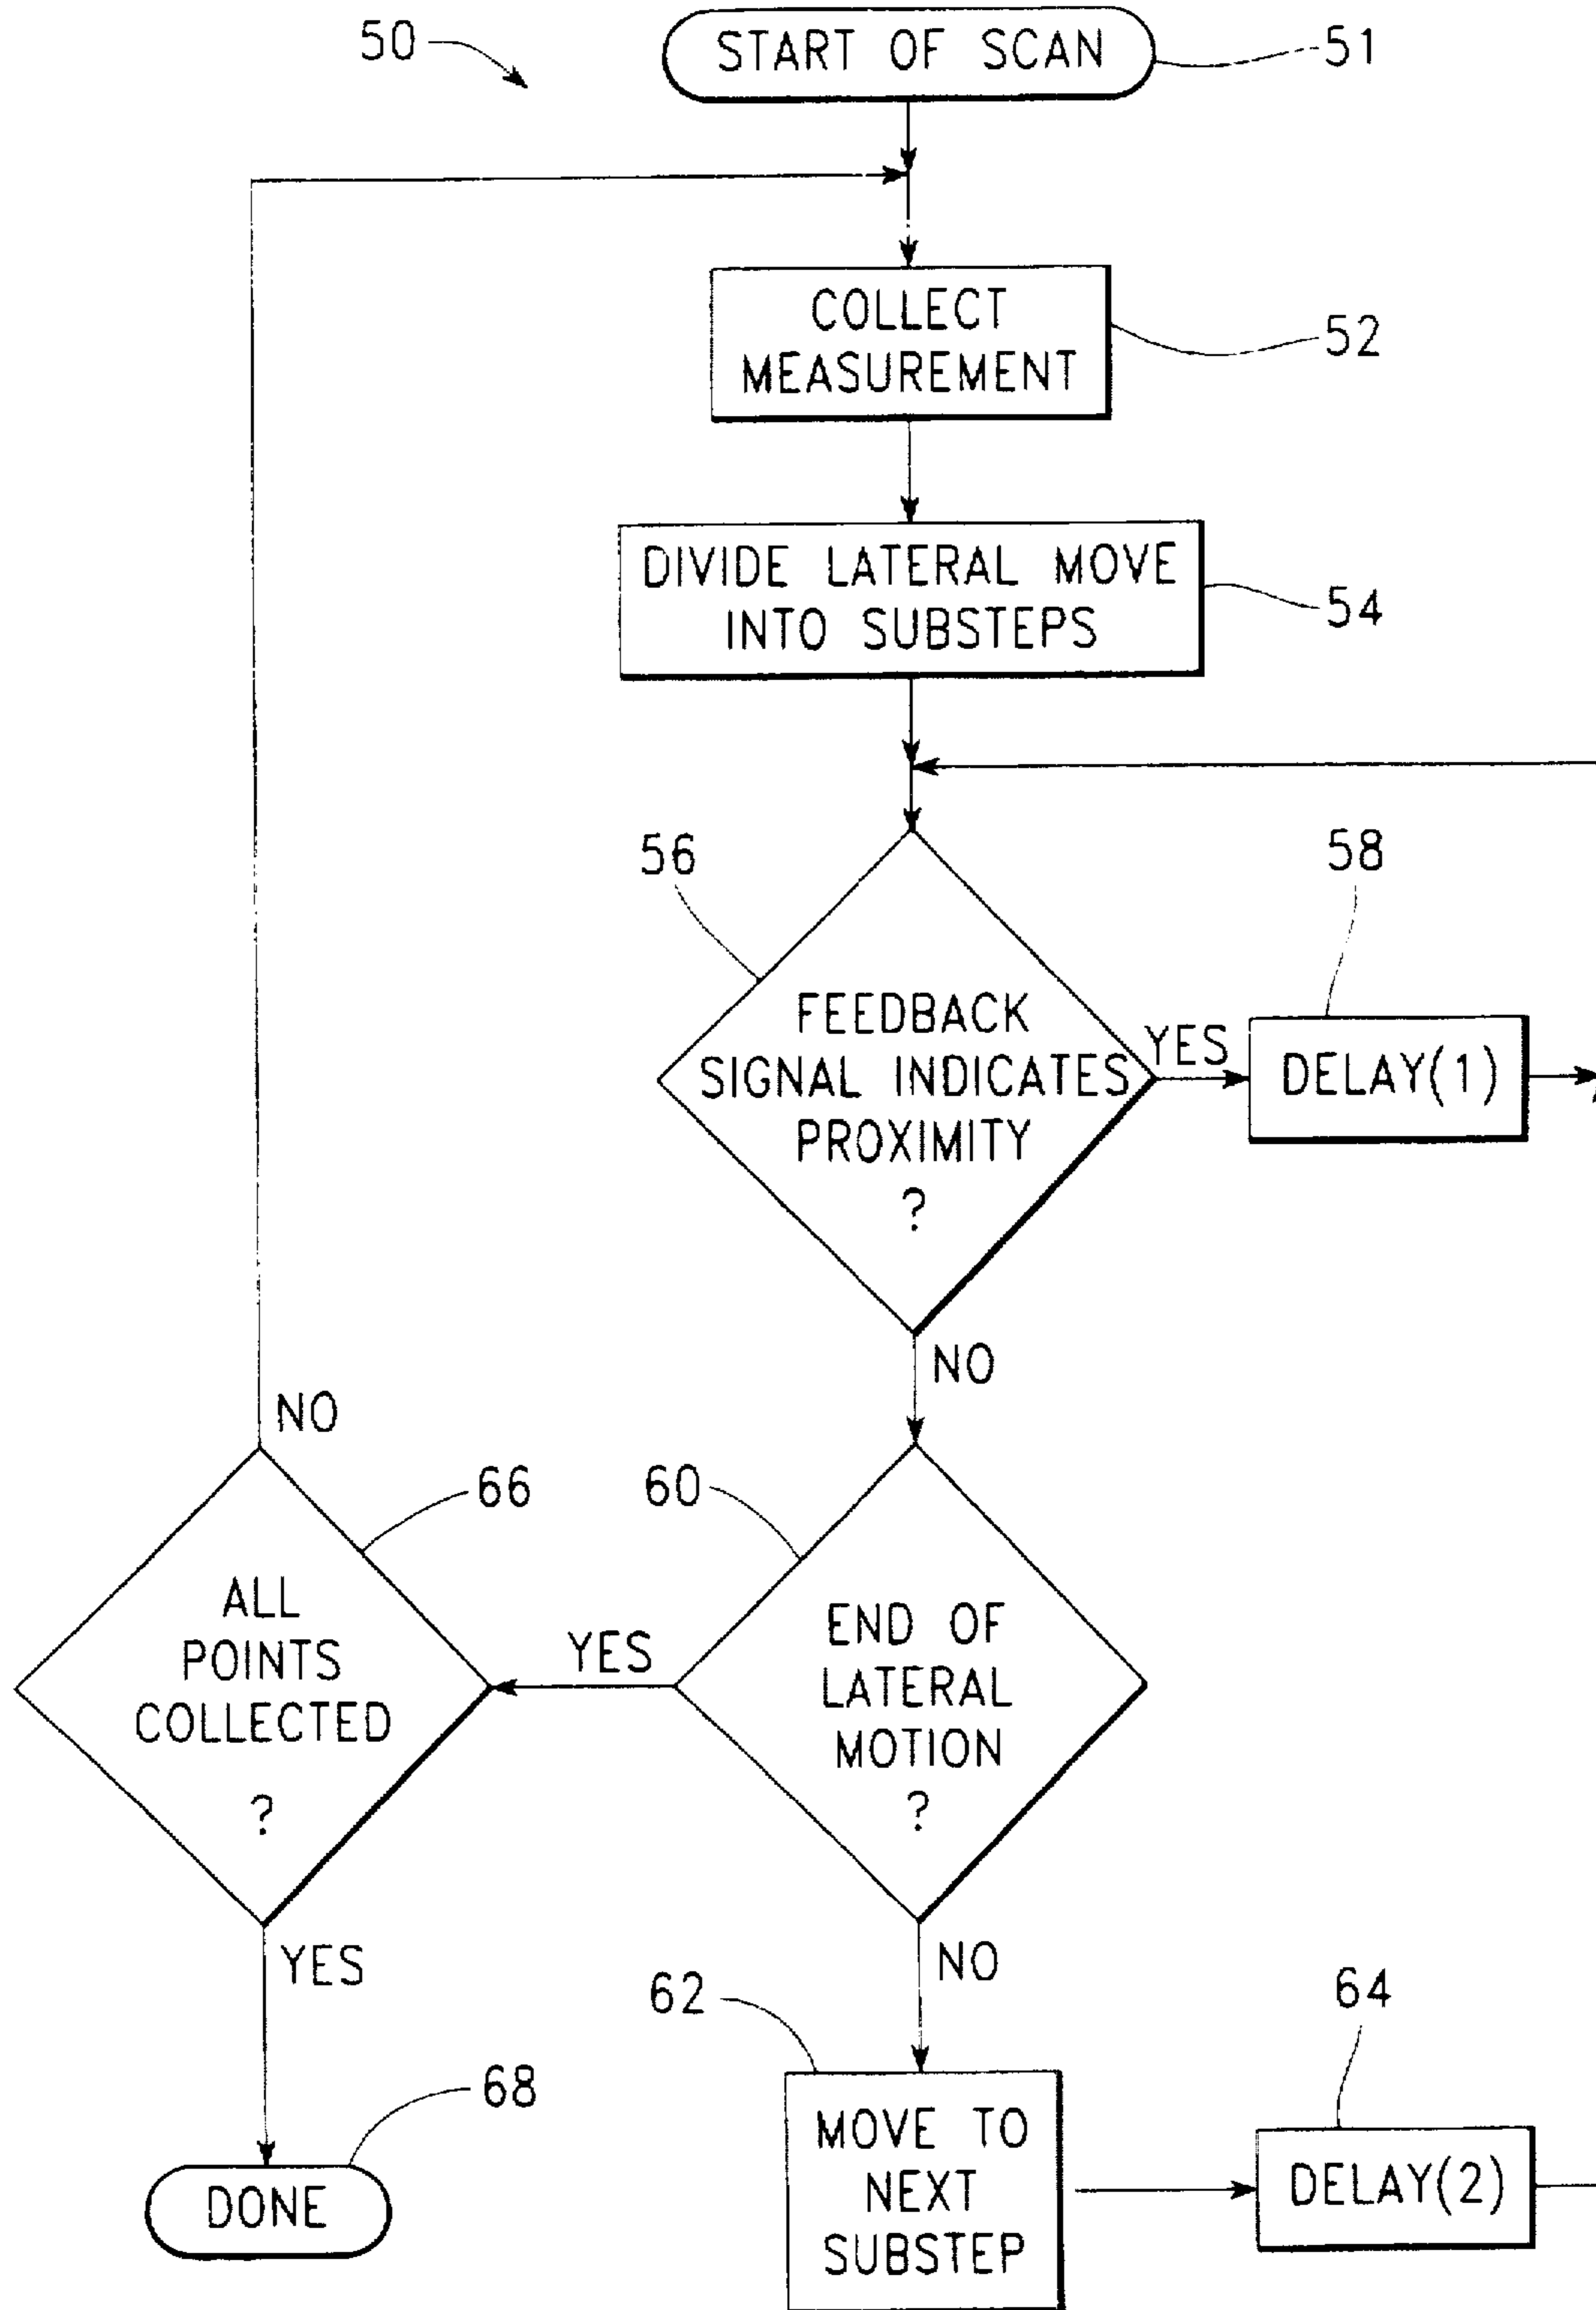 50
START OF SCAN
51
COLLECT
MEASUREMENT
52
DIVIDE LATERAL MOVE
INTO SUBSTEPS
54
56
FEEDBACK
SIGNAL INDICATES
PROXIMITY
?
YES
58
DELAY(1)
NO
60
END OF
LATERAL
MOTION
?
YES
66
ALL
POINTS
COLLECTED
?
NO
YES
68
DONE
NO
62
MOVE TO
NEXT
SUBSTEP
64
DELAY(2)